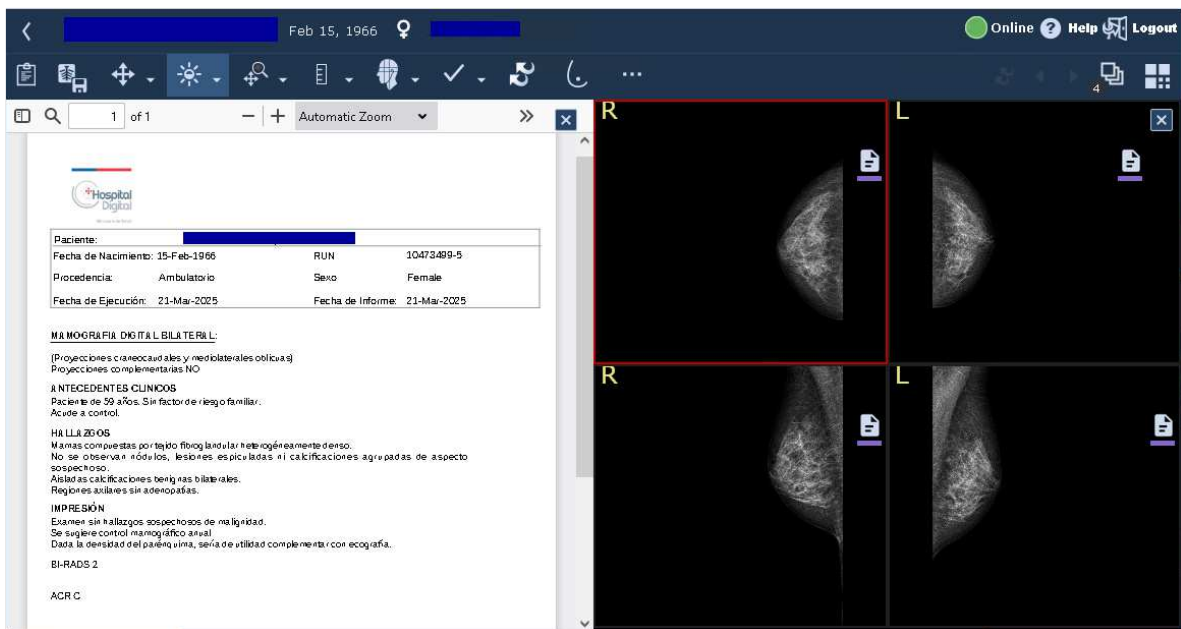 Feb 15, 1966
Online ? Help Logout
4
1 of 1 Automatic Zoom
Hospital
Digital
Paciente:
Fecha de Nacimiento: 15-Feb-1966 RUN 10473499-5
Procedencia: Ambulatorio Sexo Female
Fecha de Ejecución: 21-Mar-2025 Fecha de Informe: 21-Mar-2025
MAMOGRAFIA DIGITAL BILATERAL:
(Proyecciones craneocaudales y mediolaterales oblicuas)
Proyecciones complementarias NO
ANTECEDENTES CLINICOS
Paciente de 59 años. Sin factor de riesgo familiar.
Acude a control.
HALLAZGOS
Mamas compuestas por tejido fibroglandular heterogéneamente denso.
No se observan nódulos, lesiones espiculadas ni calcificaciones agrupadas de aspecto
sospechoso.
Aisladas calcificaciones benignas bilaterales.
Regiones axilares sin adenopatías.
IMPRESIÓN
Examen sin hallazgos sospechosos de malignidad.
Se sugiere control mamográfico anual
Dada la densidad del parénquima, sería de utilidad complementar con ecografía.
BI-RADS 2
ACR C
R
L
R
L